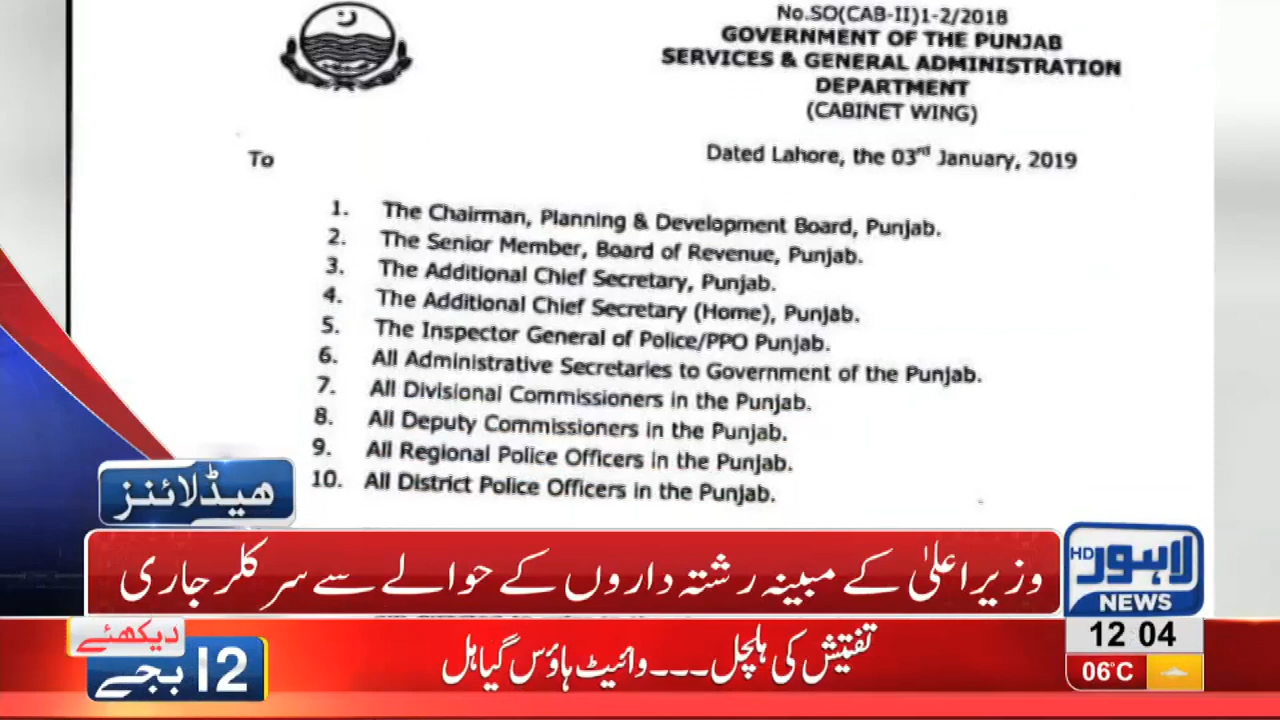 No.SO(CAB-II)1-2/2018
GOVERNMENT OF THE PUNJAB
SERVICES & GENERAL ADMINISTRATION
DEPARTMENT
(CABINET WING)
Dated Lahore, the 03rd January, 2019
To
1. The Chairman, Planning & Development Board, Punjab.
2. The Senior Member, Board of Revenue, Punjab.
3. The Additional Chief Secretary, Punjab.
4. The Additional Chief Secretary (Home), Punjab.
5. The Inspector General of Police/PPO Punjab.
6. All Administrative Secretaries to Government of the Punjab.
7. All Divisional Commissioners in the Punjab.
8. All Deputy Commissioners in the Punjab.
9. All Regional Police Officers in the Punjab.
10. All District Police Officers in the Punjab.
ھیڈلائنز
وزیراعلیٰ کے مبینہ رشتہ داروں کے حوالے سے سرکلر جاری
HD لاہور
NEWS
دیکھئے
12 بجے
تفتیش کی ہلچل۔۔۔وائیٹ ہاؤس گیا ہل
12 04
06°C